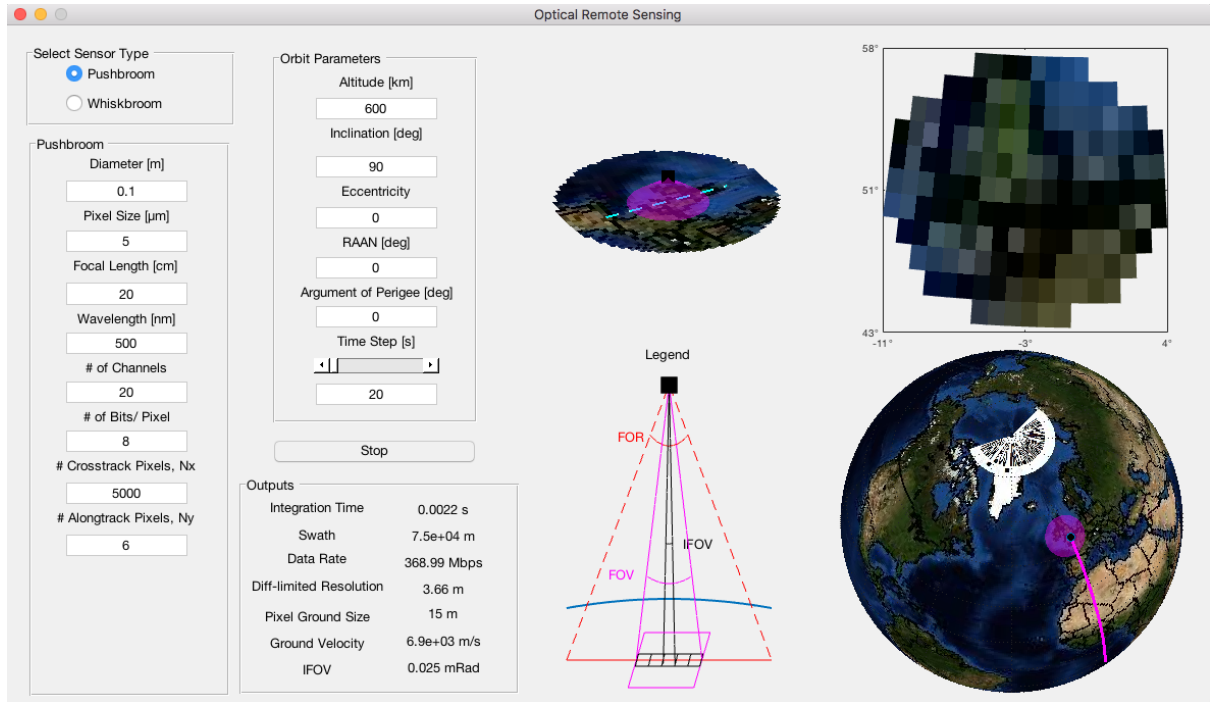 Optical Remote Sensing
Select Sensor Type
Pushbroom
Whiskbroom
Pushbroom
Diameter [m]
0.1
Pixel Size [µm]
5
Focal Length [cm]
20
Wavelength [nm]
500
# of Channels
20
# of Bits/ Pixel
8
# Crosstrack Pixels, Nx
5000
# Alongtrack Pixels, Ny
6
Orbit Parameters
Altitude [km]
600
Inclination [deg]
90
Eccentricity
0
RAAN [deg]
0
Argument of Perigee [deg]
0
Time Step [s]
20
Stop
Outputs
Integration Time 0.0022 s
Swath 7.5e+04 m
Data Rate 368.99 Mbps
Diff-limited Resolution 3.66 m
Pixel Ground Size 15 m
Ground Velocity 6.9e+03 m/s
IFOV 0.025 mRad
Legend
FOR
IFOV
FOV
58°
51°
43°
-11° -3° 4°